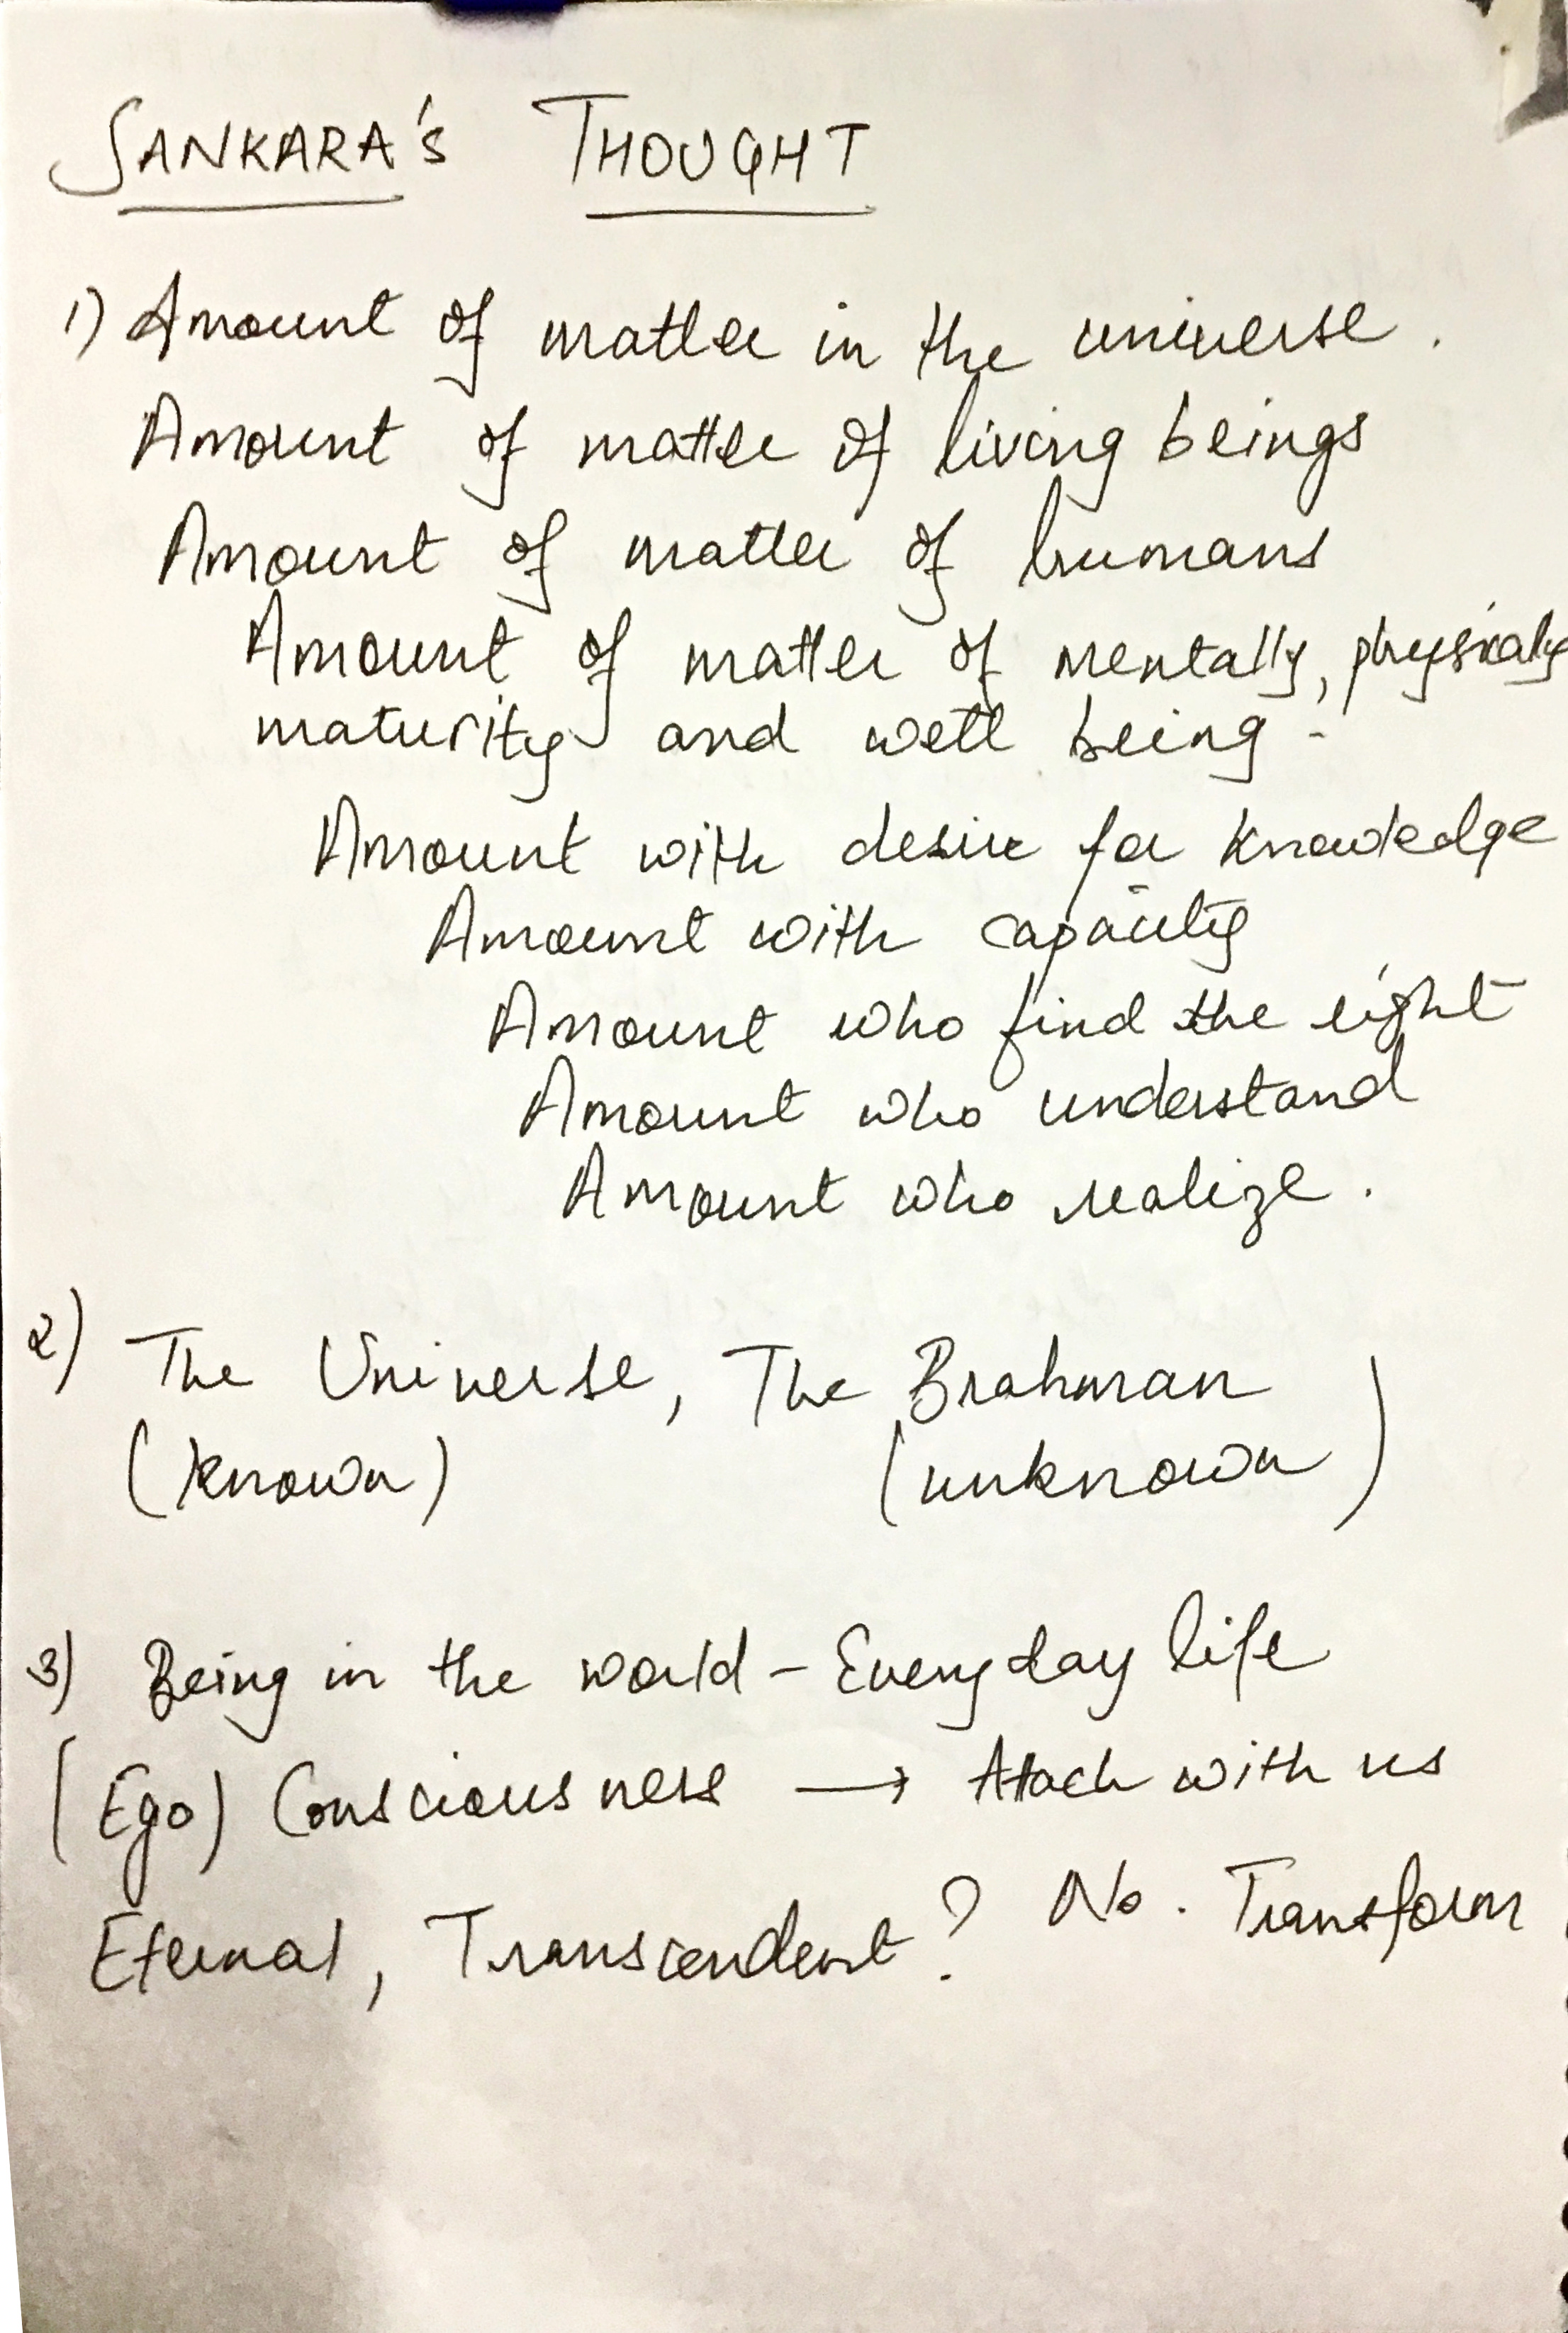 SANKARA'S THOUGHT
1) Amount of matter in the universe.
Amount of matter of living beings
Amount of matter of humans
Amount of matter of mentally, physicaly
maturity and well being.
Amount with desire for knowledge
Amount with capacity
Amount who find the right
Amount who understand
Amount who realize.
2) The Universe, The Brahman
(known) (unknown)
3) Being in the world - Everyday life
(Ego) Consciousness → Attach with us
Eternal, Transcendent? No. Transform